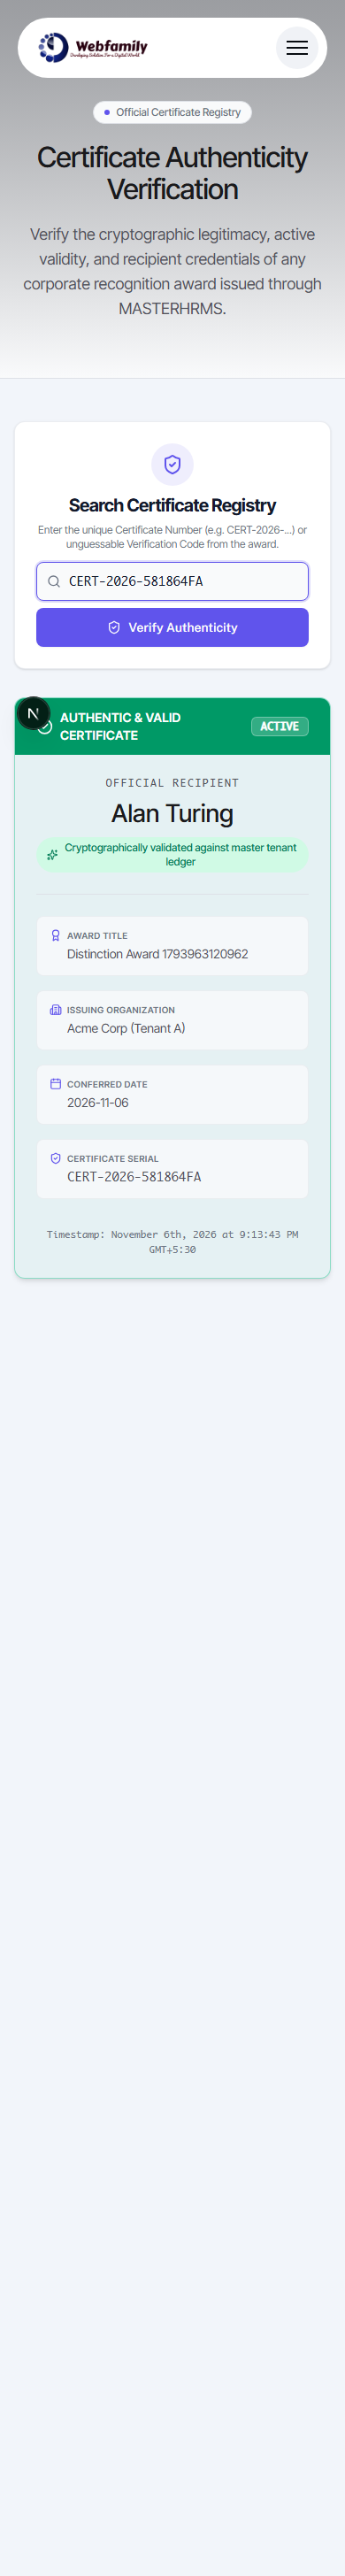 Webfamily
Developing Solution For a Digital World
Official Certificate Registry
Certificate Authenticity
Verification
Verify the cryptographic legitimacy, active
validity, and recipient credentials of any
corporate recognition award issued through
MASTERHRMS.
Search Certificate Registry
Enter the unique Certificate Number (e.g. CERT-2026-...) or
unguessable Verification Code from the award.
CERT-2026-581864FA
Verify Authenticity
N
AUTHENTIC & VALID
CERTIFICATE
ACTIVE
OFFICIAL RECIPIENT
Alan Turing
Cryptographically validated against master tenant
ledger
AWARD TITLE
Distinction Award 1793963120962
ISSUING ORGANIZATION
Acme Corp (Tenant A)
CONFERRED DATE
2026-11-06
CERTIFICATE SERIAL
CERT-2026-581864FA
Timestamp: November 6th, 2026 at 9:13:43 PM
GMT+5:30